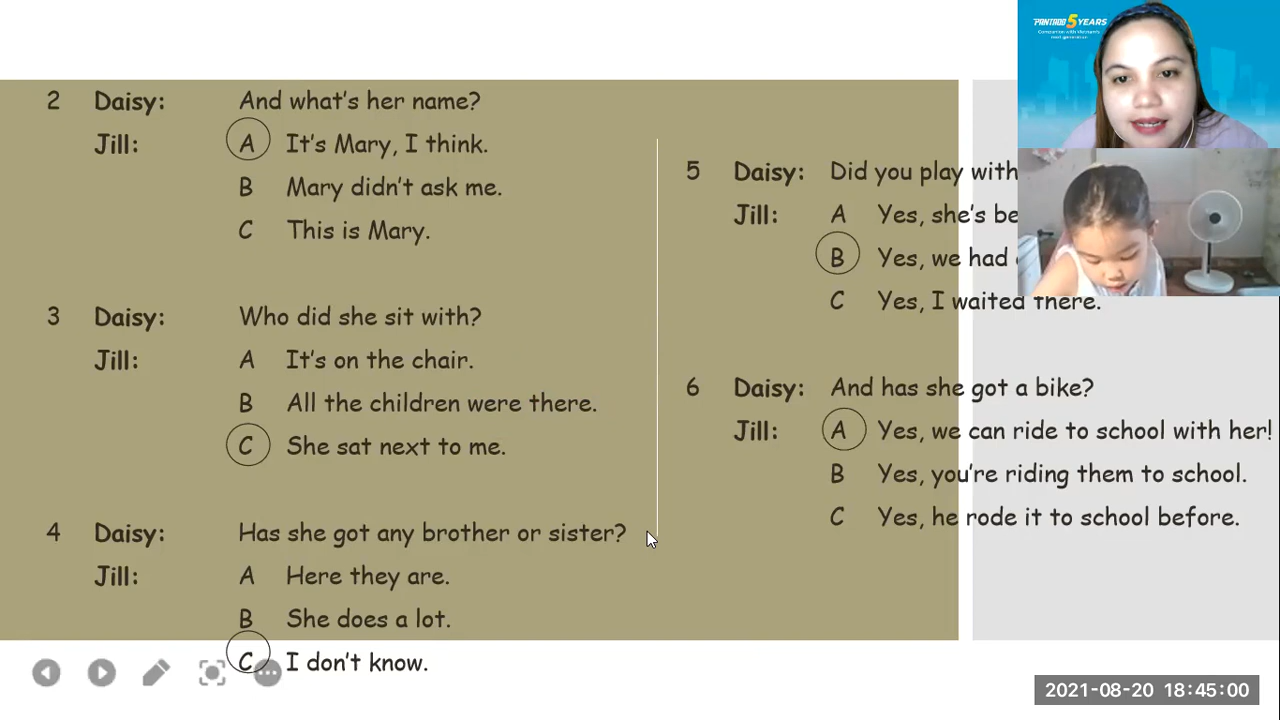 2 Daisy: And what's her name?
Jill: A It's Mary, I think.
B Mary didn't ask me.
C This is Mary.
3 Daisy: Who did she sit with?
Jill: A It's on the chair.
B All the children were there.
C She sat next to me.
4 Daisy: Has she got any brother or sister?
Jill: A Here they are.
B She does a lot.
C I don't know.
5 Daisy: Did you play with
Jill: A Yes, she's be
B Yes, we had
C Yes, I waited there.
6 Daisy: And has she got a bike?
Jill: A Yes, we can ride to school with her!
B Yes, you're riding them to school.
C Yes, he rode it to school before.
PANTADO 5 YEARS
Companion with Vietnam's
next generation
2021-08-20 18:45:00